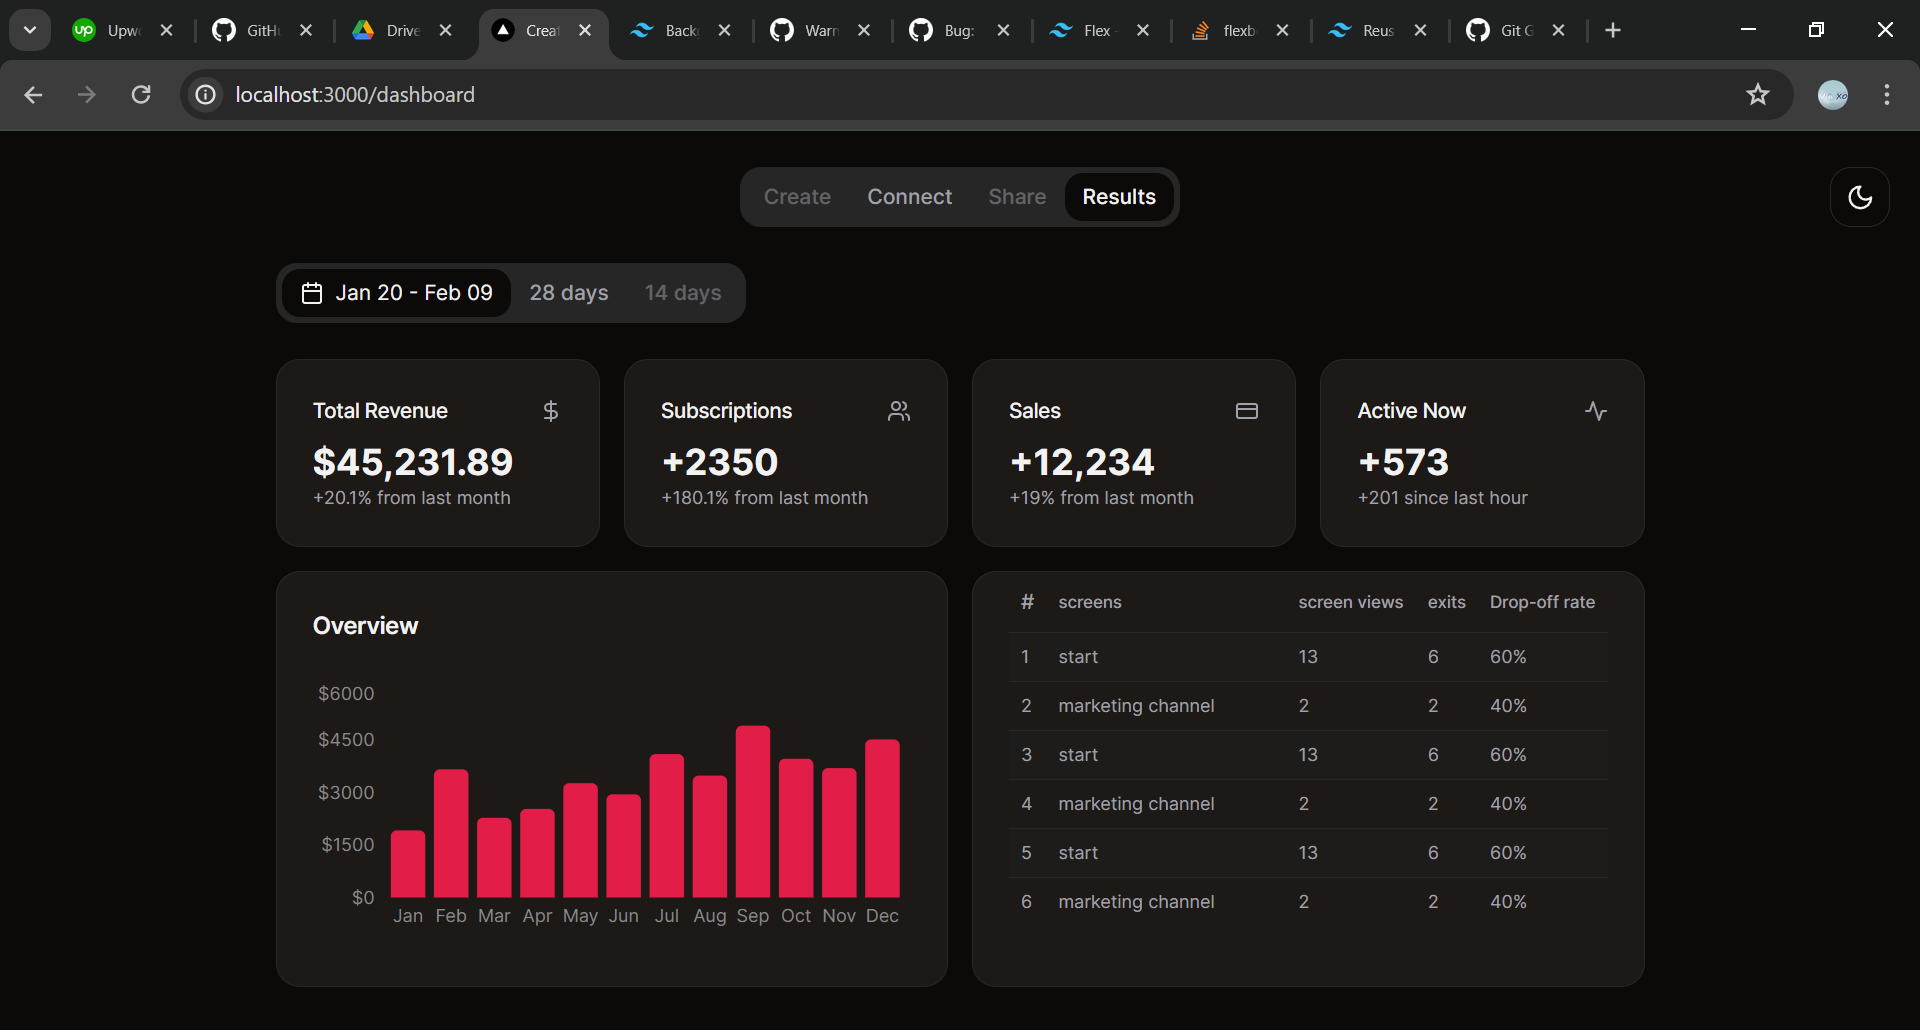 Upwo GitHu Drive Creat Back Warn Bug: Flex flexb Reus Git G
localhost:3000/dashboard
Create Connect Share Results
Jan 20 - Feb 09 28 days 14 days
Total Revenue
$45,231.89
+20.1% from last month
Subscriptions
+2350
+180.1% from last month
Sales
+12,234
+19% from last month
Active Now
+573
+201 since last hour
Overview
$6000
$4500
$3000
$1500
$0
Jan Feb Mar Apr May Jun Jul Aug Sep Oct Nov Dec
# screens screen views exits Drop-off rate
1 start 13 6 60%
2 marketing channel 2 2 40%
3 start 13 6 60%
4 marketing channel 2 2 40%
5 start 13 6 60%
6 marketing channel 2 2 40%